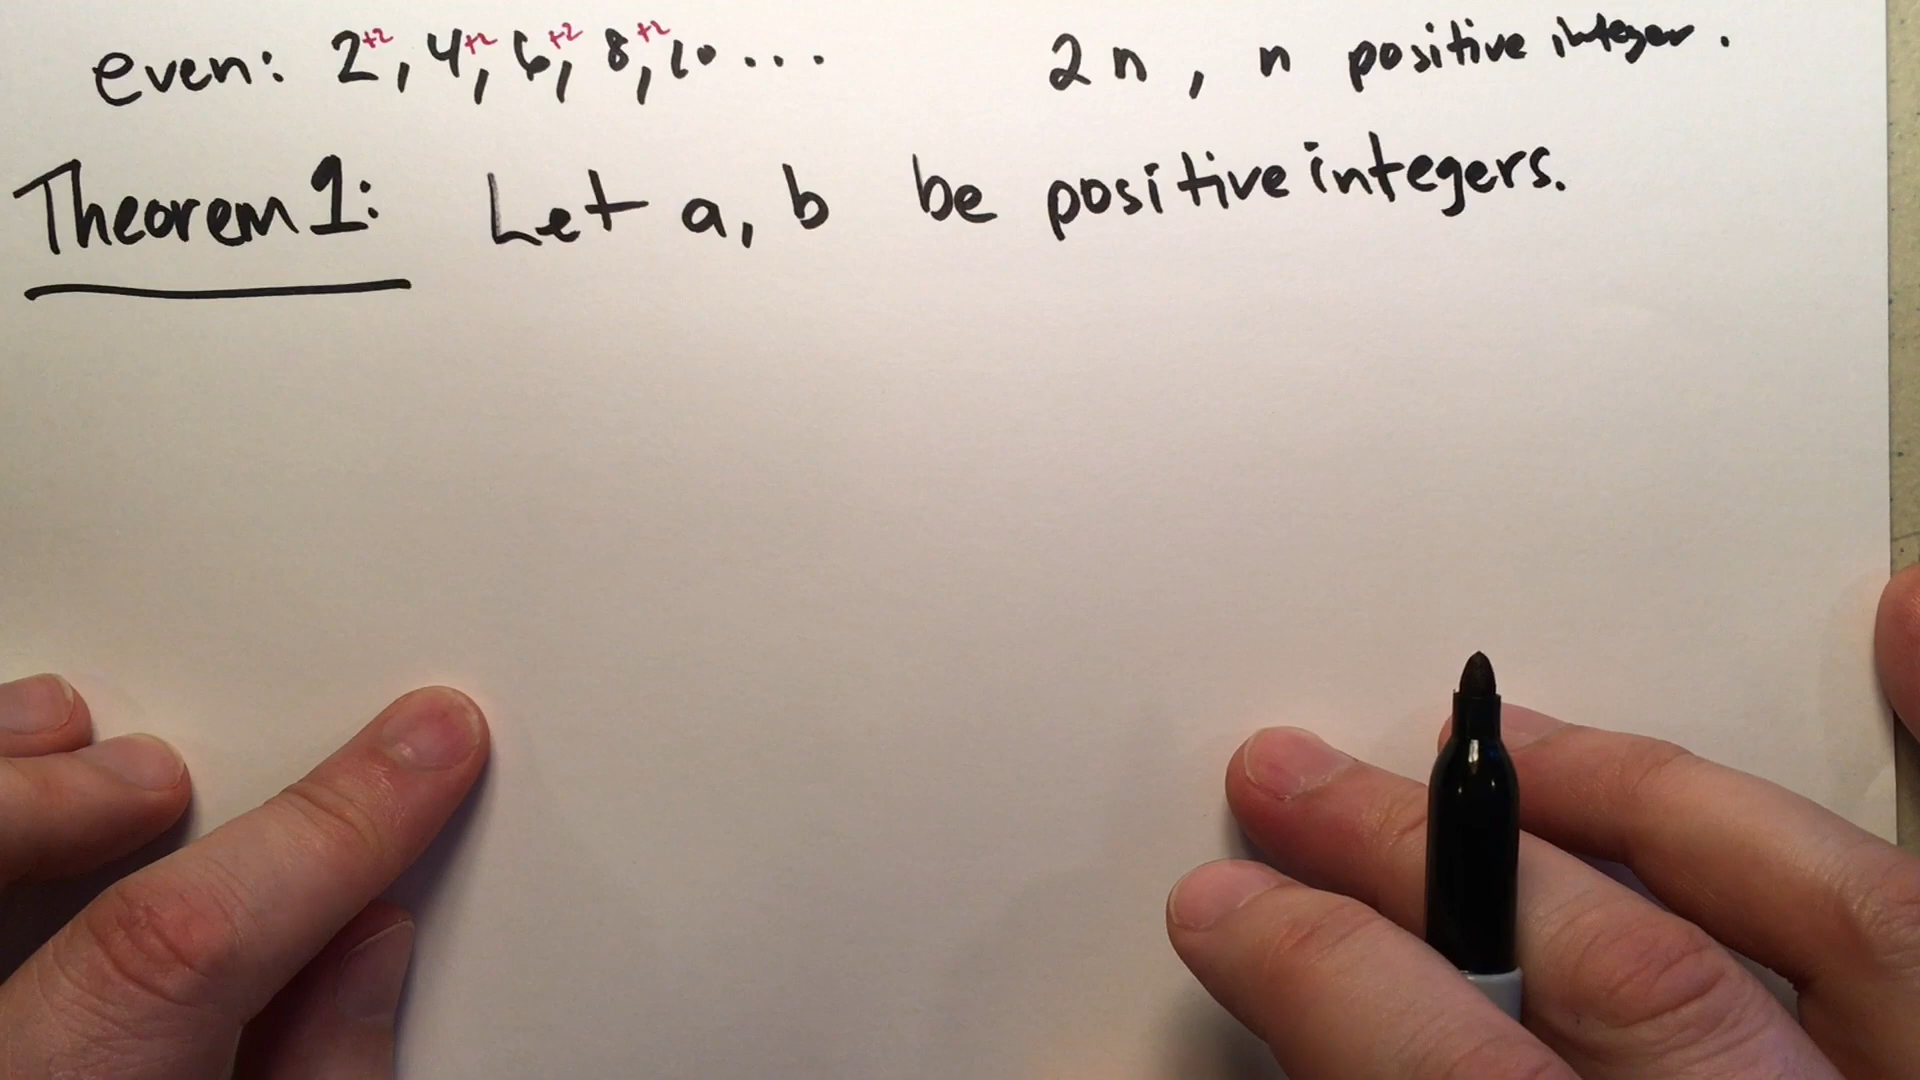 even: 2, 4, 6, 8, 10 ... 2n, n positive integer.
+2 +2 +2 +2
Theorem 1: Let a, b be positive integers.